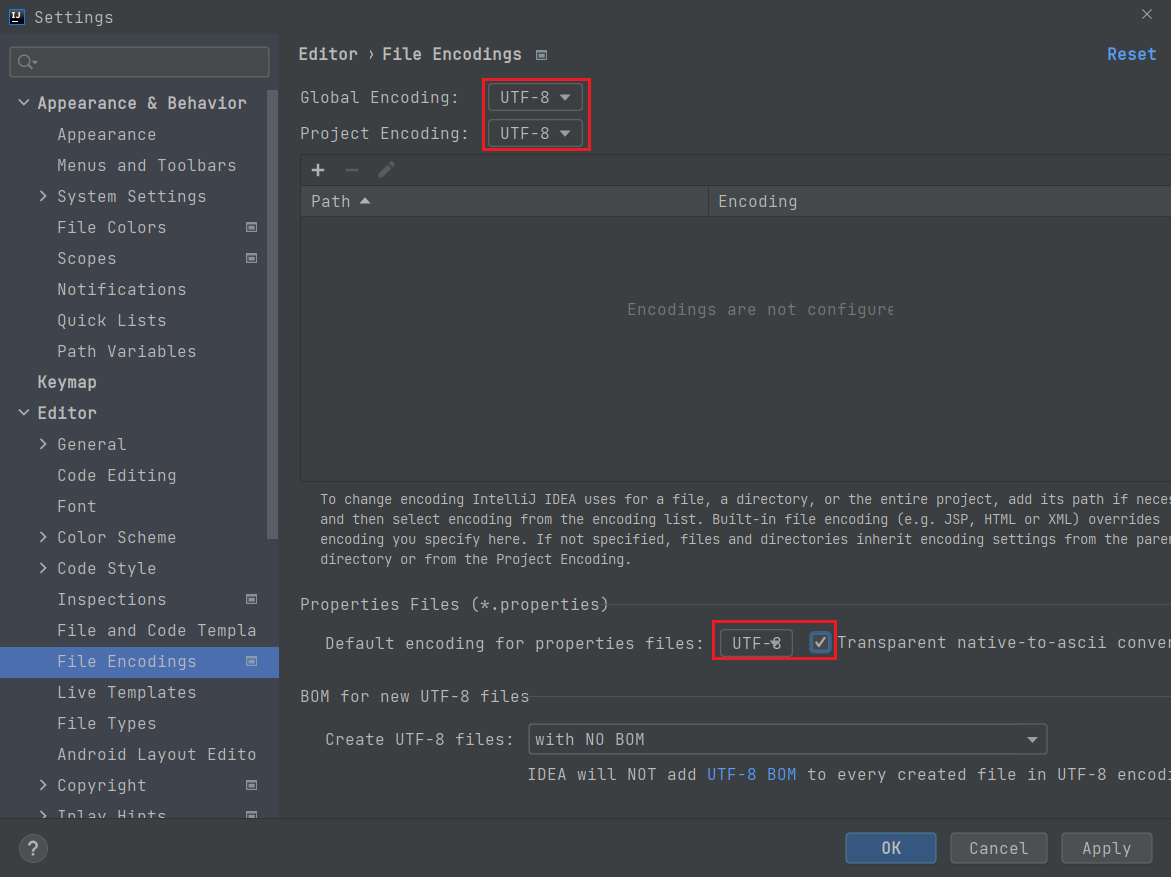 Settings
Editor › File Encodings
Reset
Appearance & Behavior
Appearance
Menus and Toolbars
System Settings
File Colors
Scopes
Notifications
Quick Lists
Path Variables
Keymap
Editor
General
Code Editing
Font
Color Scheme
Code Style
Inspections
File and Code Templa
File Encodings
Live Templates
File Types
Android Layout Edito
Copyright
Inlay Hints
Global Encoding: UTF-8
Project Encoding: UTF-8
Path Encoding
Encodings are not configure
To change encoding IntelliJ IDEA uses for a file, a directory, or the entire project, add its path if neces
and then select encoding from the encoding list. Built-in file encoding (e.g. JSP, HTML or XML) overrides
encoding you specify here. If not specified, files and directories inherit encoding settings from the paren
directory or from the Project Encoding.
Properties Files (*.properties)
Default encoding for properties files: UTF-8 Transparent native-to-ascii conver
BOM for new UTF-8 files
Create UTF-8 files: with NO BOM
IDEA will NOT add UTF-8 BOM to every created file in UTF-8 encodi
?
OK
Cancel
Apply